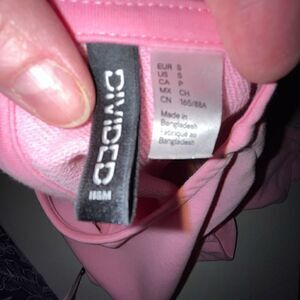 DIVIDED
H&M
EUR S
US S
CA P
MX CH
CN 165/88A
Made in
Bangladesh
Fabriqué au
Bangladesh